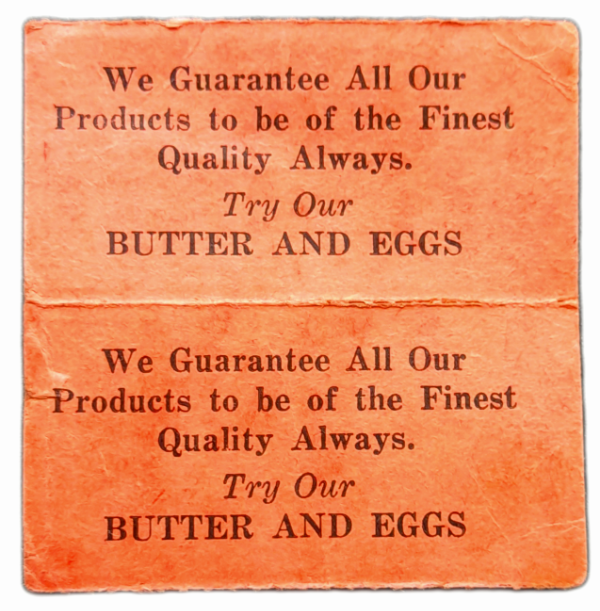 We Guarantee All Our
Products to be of the Finest
Quality Always.
Try Our
BUTTER AND EGGS
We Guarantee All Our
Products to be of the Finest
Quality Always.
Try Our
BUTTER AND EGGS